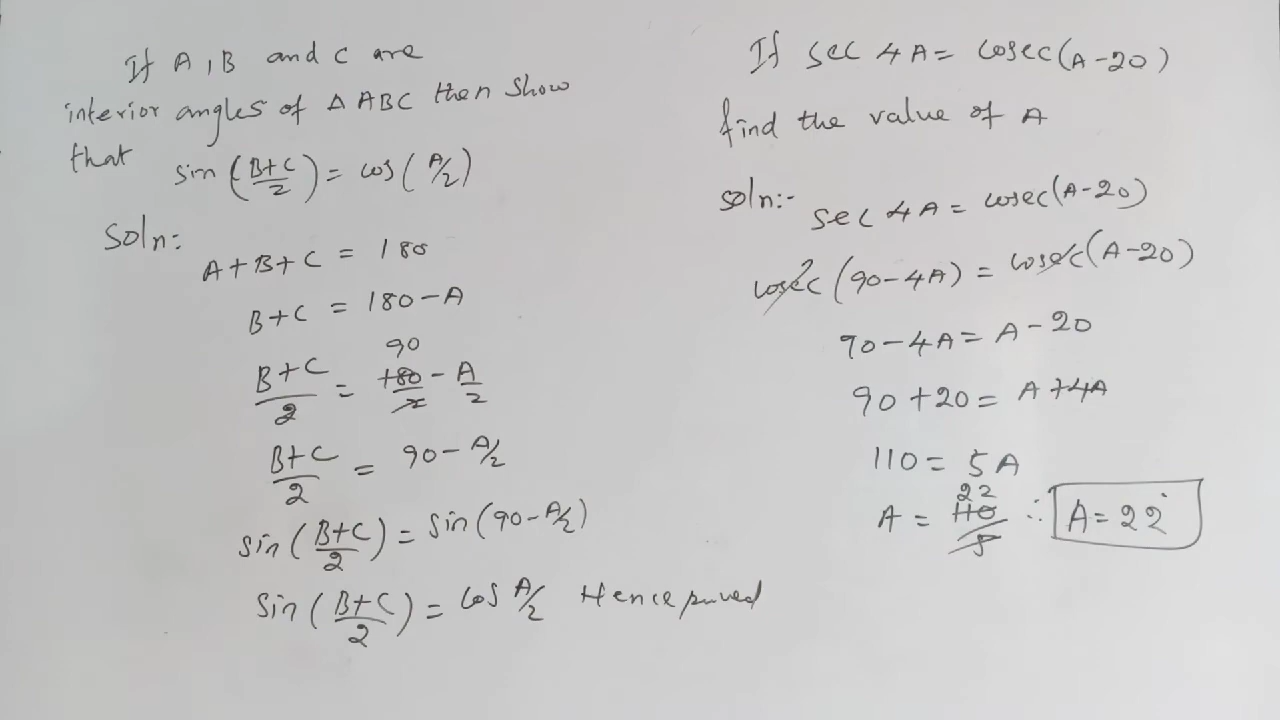 If A, B and C are
interior angles of Δ ABC then show
that
sin (B+C/2) = cos (A/2)
Soln:
A+B+C = 180
B+C = 180-A
90
B+C/2 = 180/2 - A/2
B+C/2 = 90 - A/2
sin (B+C/2) = sin (90-A/2)
sin (B+C/2) = cos A/2 Hence proved
If sec 4A = cosec (A-20)
find the value of A
soln:-
sec 4A = cosec (A-20)
cosec (90-4A) = cosec (A-20)
90-4A = A-20
90+20 = A+4A
110 = 5A
22
A = 110/5 ∴ A = 22°